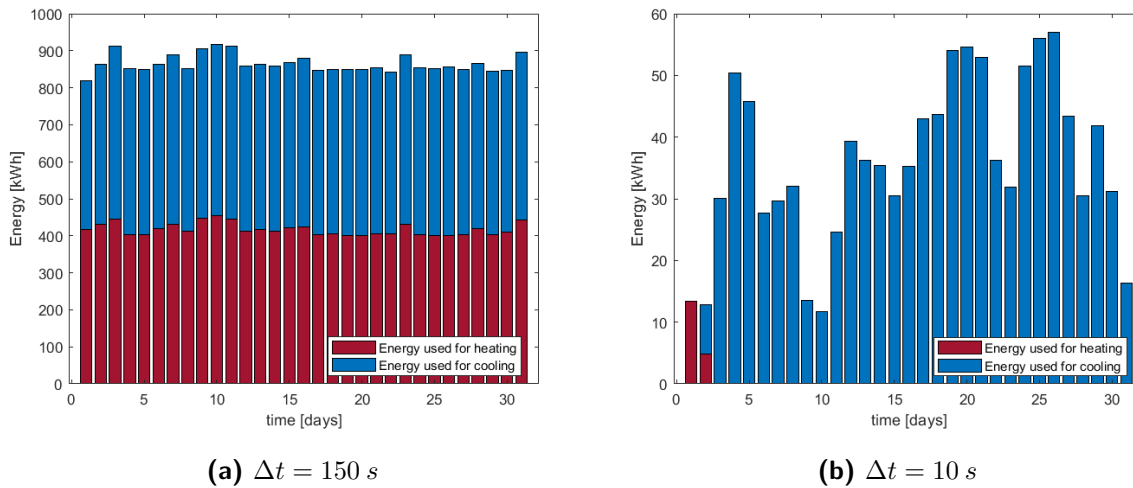 1000
900
800
700
600
500
400
300
200
100
0
Energy [kWh]
Energy used for heating
Energy used for cooling
0 5 10 15 20 25 30
time [days]
(a) Δt = 150 s
60
50
40
30
20
10
0
Energy [kWh]
Energy used for heating
Energy used for cooling
0 5 10 15 20 25 30
time [days]
(b) Δt = 10 s